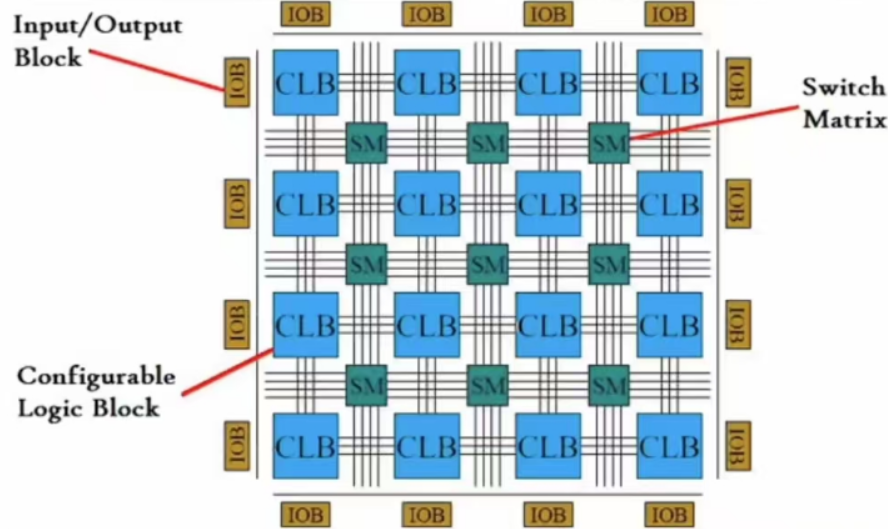 IOB IOB IOB IOB
Input/Output
Block
IOB CLB CLB CLB CLB IOB
Switch
Matrix
SM SM SM
IOB CLB CLB CLB CLB IOB
SM SM SM
IOB CLB CLB CLB CLB IOB
Configurable
Logic Block
SM SM SM
IOB CLB CLB CLB CLB IOB
IOB IOB IOB IOB